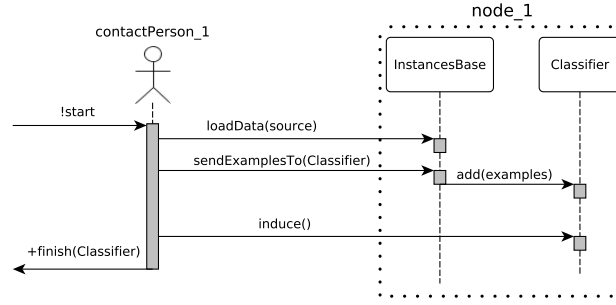 node_1
contactPerson_1
InstancesBase
Classifier
!start
loadData(source)
sendExamplesTo(Classifier)
add(examples)
induce()
+finish(Classifier)